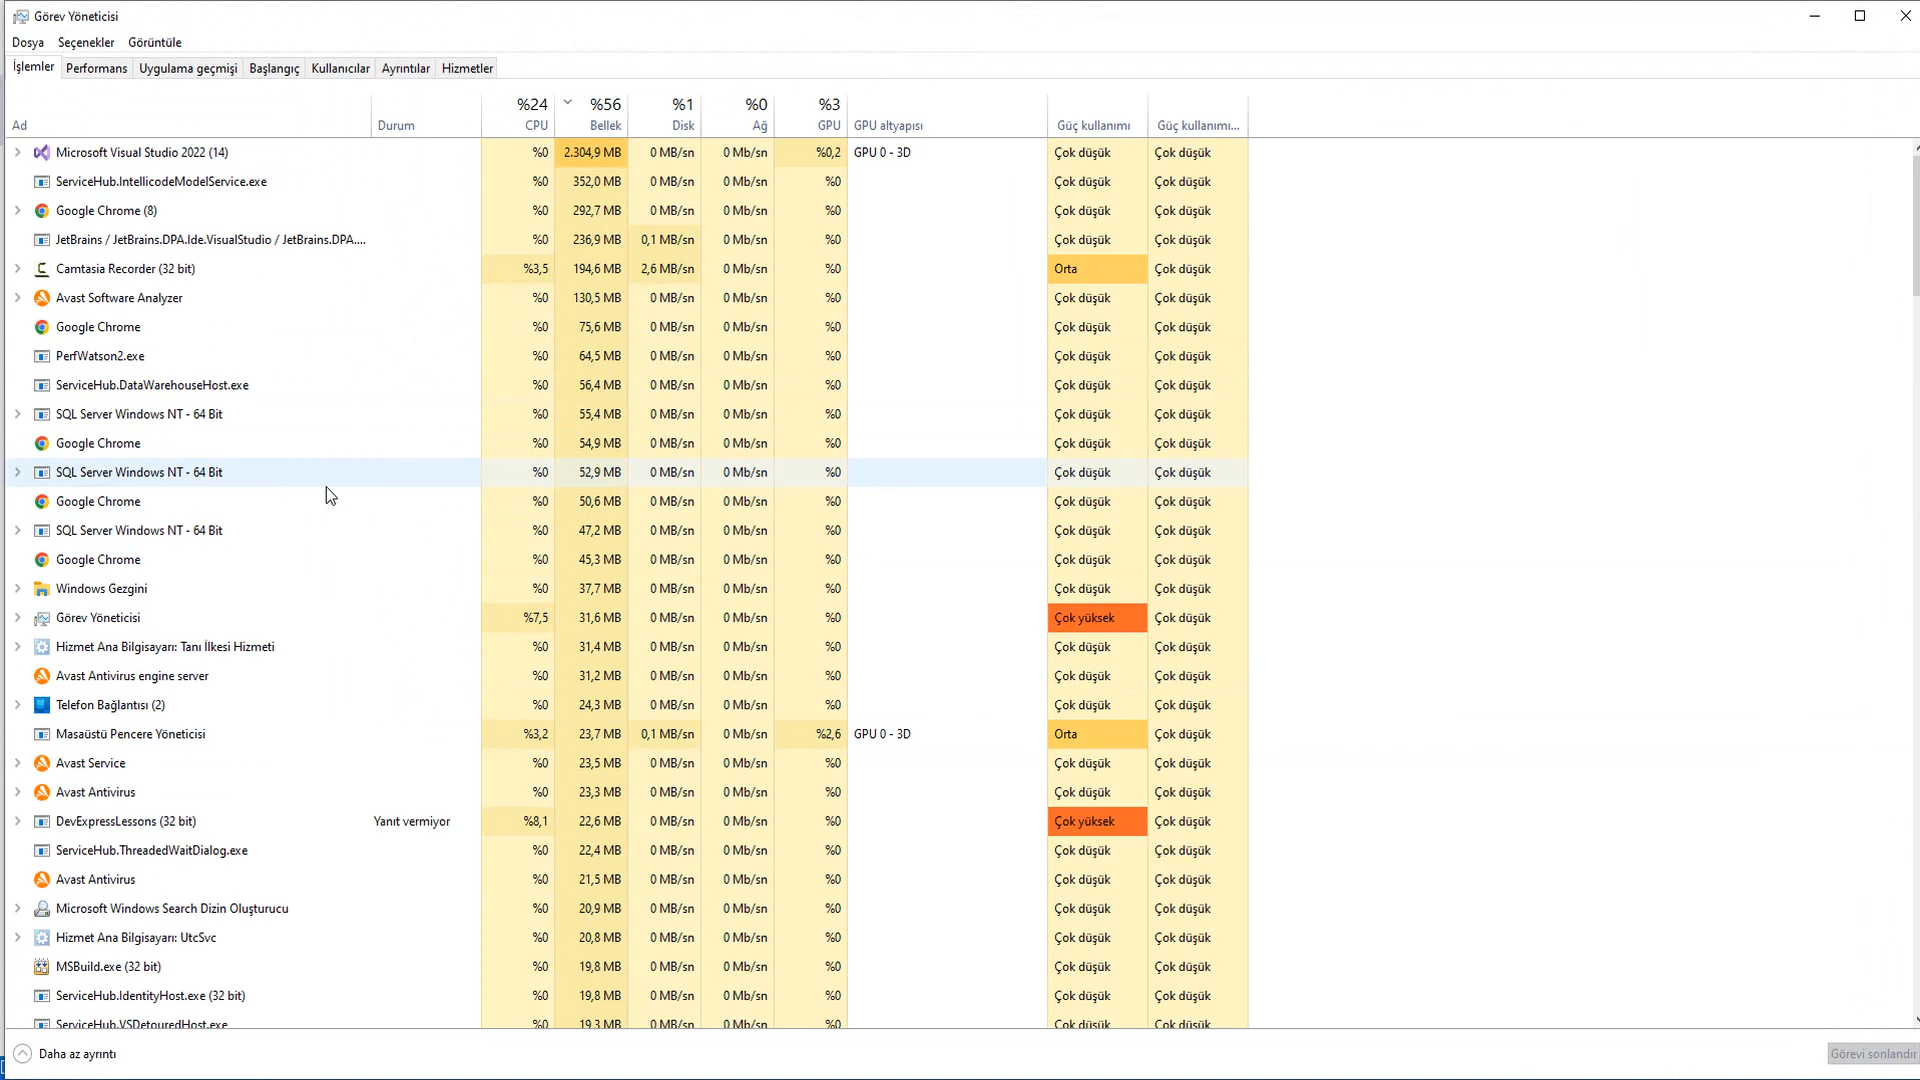 Görev Yöneticisi
Dosya Seçenekler Görüntüle
İşlemler Performans Uygulama geçmişi Başlangıç Kullanıcılar Ayrıntılar Hizmetler
%24 %56 %1 %0 %3
Ad Durum CPU Bellek Disk Ağ GPU GPU altyapısı Güç kullanımı Güç kullanımı...
Microsoft Visual Studio 2022 (14) %0 2.304,9 MB 0 MB/sn 0 Mb/sn %0,2 GPU 0 - 3D Çok düşük Çok düşük
ServiceHub.IntellicodeModelService.exe %0 352,0 MB 0 MB/sn 0 Mb/sn %0 Çok düşük Çok düşük
Google Chrome (8) %0 292,7 MB 0 MB/sn 0 Mb/sn %0 Çok düşük Çok düşük
JetBrains / JetBrains.DPA.Ide.VisualStudio / JetBrains.DPA.... %0 236,9 MB 0,1 MB/sn 0 Mb/sn %0 Çok düşük Çok düşük
Camtasia Recorder (32 bit) %3,5 194,6 MB 2,6 MB/sn 0 Mb/sn %0 Orta Çok düşük
Avast Software Analyzer %0 130,5 MB 0 MB/sn 0 Mb/sn %0 Çok düşük Çok düşük
Google Chrome %0 75,6 MB 0 MB/sn 0 Mb/sn %0 Çok düşük Çok düşük
PerfWatson2.exe %0 64,5 MB 0 MB/sn 0 Mb/sn %0 Çok düşük Çok düşük
ServiceHub.DataWarehouseHost.exe %0 56,4 MB 0 MB/sn 0 Mb/sn %0 Çok düşük Çok düşük
SQL Server Windows NT - 64 Bit %0 55,4 MB 0 MB/sn 0 Mb/sn %0 Çok düşük Çok düşük
Google Chrome %0 54,9 MB 0 MB/sn 0 Mb/sn %0 Çok düşük Çok düşük
SQL Server Windows NT - 64 Bit %0 52,9 MB 0 MB/sn 0 Mb/sn %0 Çok düşük Çok düşük
Google Chrome %0 50,6 MB 0 MB/sn 0 Mb/sn %0 Çok düşük Çok düşük
SQL Server Windows NT - 64 Bit %0 47,2 MB 0 MB/sn 0 Mb/sn %0 Çok düşük Çok düşük
Google Chrome %0 45,3 MB 0 MB/sn 0 Mb/sn %0 Çok düşük Çok düşük
Windows Gezgini %0 37,7 MB 0 MB/sn 0 Mb/sn %0 Çok düşük Çok düşük
Görev Yöneticisi %7,5 31,6 MB 0 MB/sn 0 Mb/sn %0 Çok yüksek Çok düşük
Hizmet Ana Bilgisayarı: Tanı İlkesi Hizmeti %0 31,4 MB 0 MB/sn 0 Mb/sn %0 Çok düşük Çok düşük
Avast Antivirus engine server %0 31,2 MB 0 MB/sn 0 Mb/sn %0 Çok düşük Çok düşük
Telefon Bağlantısı (2) %0 24,3 MB 0 MB/sn 0 Mb/sn %0 Çok düşük Çok düşük
Masaüstü Pencere Yöneticisi %3,2 23,7 MB 0,1 MB/sn 0 Mb/sn %2,6 GPU 0 - 3D Orta Çok düşük
Avast Service %0 23,5 MB 0 MB/sn 0 Mb/sn %0 Çok düşük Çok düşük
Avast Antivirus %0 23,3 MB 0 MB/sn 0 Mb/sn %0 Çok düşük Çok düşük
DevExpressLessons (32 bit) Yanıt vermiyor %8,1 22,6 MB 0 MB/sn 0 Mb/sn %0 Çok yüksek Çok düşük
ServiceHub.ThreadedWaitDialog.exe %0 22,4 MB 0 MB/sn 0 Mb/sn %0 Çok düşük Çok düşük
Avast Antivirus %0 21,5 MB 0 MB/sn 0 Mb/sn %0 Çok düşük Çok düşük
Microsoft Windows Search Dizin Oluşturucu %0 20,9 MB 0 MB/sn 0 Mb/sn %0 Çok düşük Çok düşük
Hizmet Ana Bilgisayarı: UtcSvc %0 20,8 MB 0 MB/sn 0 Mb/sn %0 Çok düşük Çok düşük
MSBuild.exe (32 bit) %0 19,8 MB 0 MB/sn 0 Mb/sn %0 Çok düşük Çok düşük
ServiceHub.IdentityHost.exe (32 bit) %0 19,8 MB 0 MB/sn 0 Mb/sn %0 Çok düşük Çok düşük
ServiceHub.VSDetouredHost.exe %0 19,3 MB 0 MB/sn 0 Mb/sn %0 Çok düşük Çok düşük
Daha az ayrıntı Görevi sonlandır